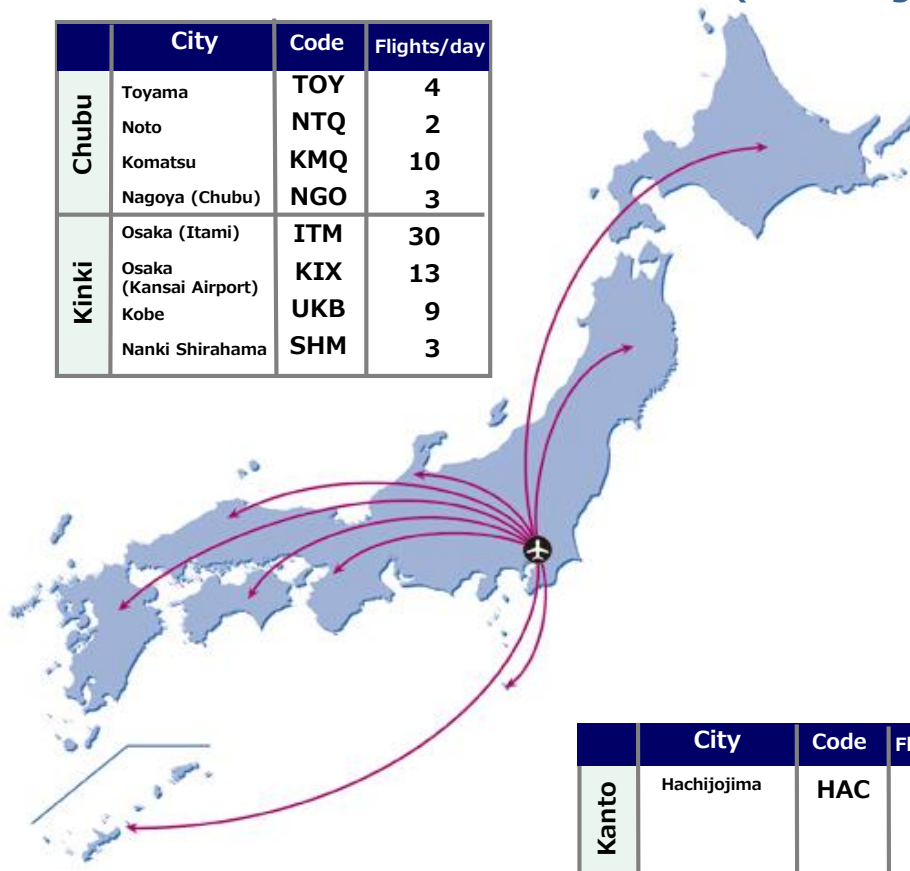 City Code Flights/day
Chubu
Toyama TOY 4
Noto NTQ 2
Komatsu KMQ 10
Nagoya (Chubu) NGO 3
Kinki
Osaka (Itami) ITM 30
Osaka
(Kansai Airport) KIX 13
Kobe UKB 9
Nanki Shirahama SHM 3
City Code
Kanto
Hachijojima HAC